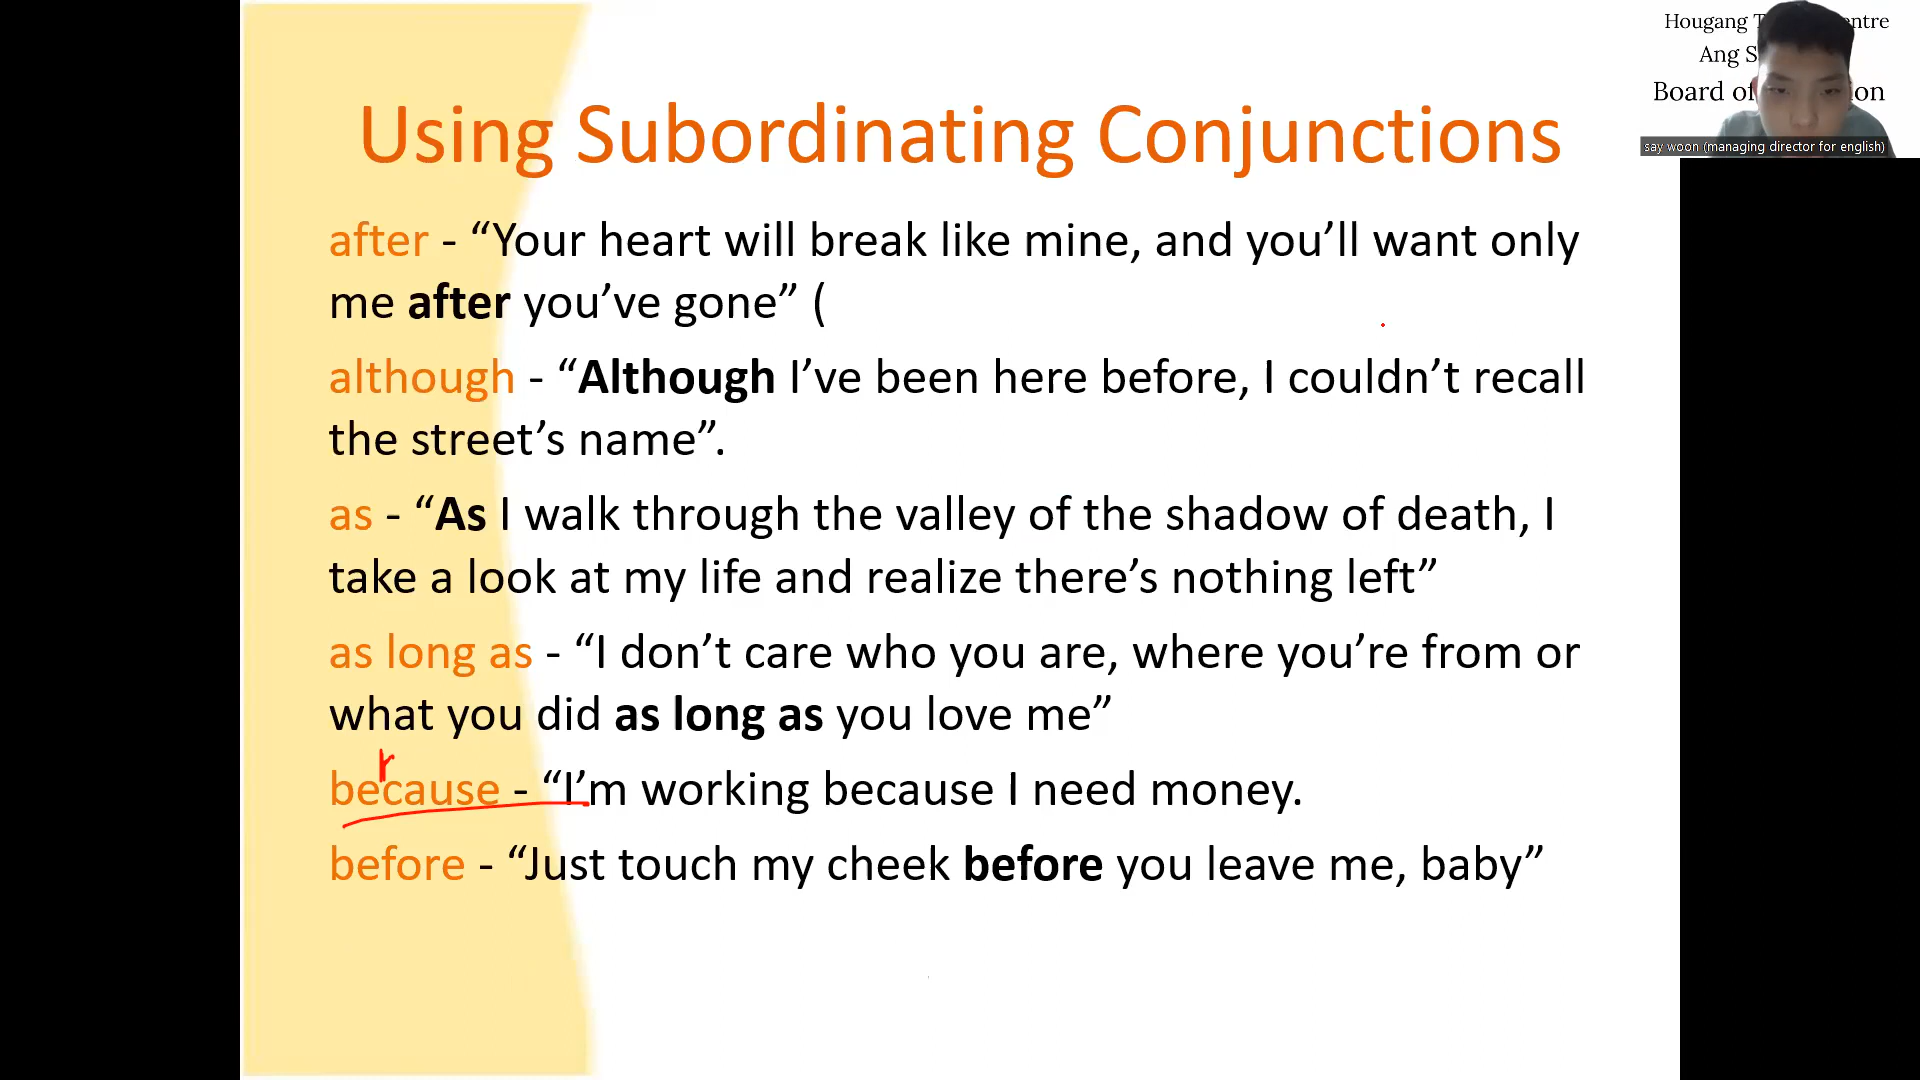 Hougang
Ang S
Board of
say woon (managing director for english)
Using Subordinating Conjunctions
after - “Your heart will break like mine, and you’ll want only
me after you’ve gone” (
although - “Although I’ve been here before, I couldn’t recall
the street’s name”.
as - “As I walk through the valley of the shadow of death, I
take a look at my life and realize there’s nothing left”
as long as - “I don’t care who you are, where you’re from or
what you did as long as you love me”
r
because - “I’m working because I need money.
before - “Just touch my cheek before you leave me, baby”